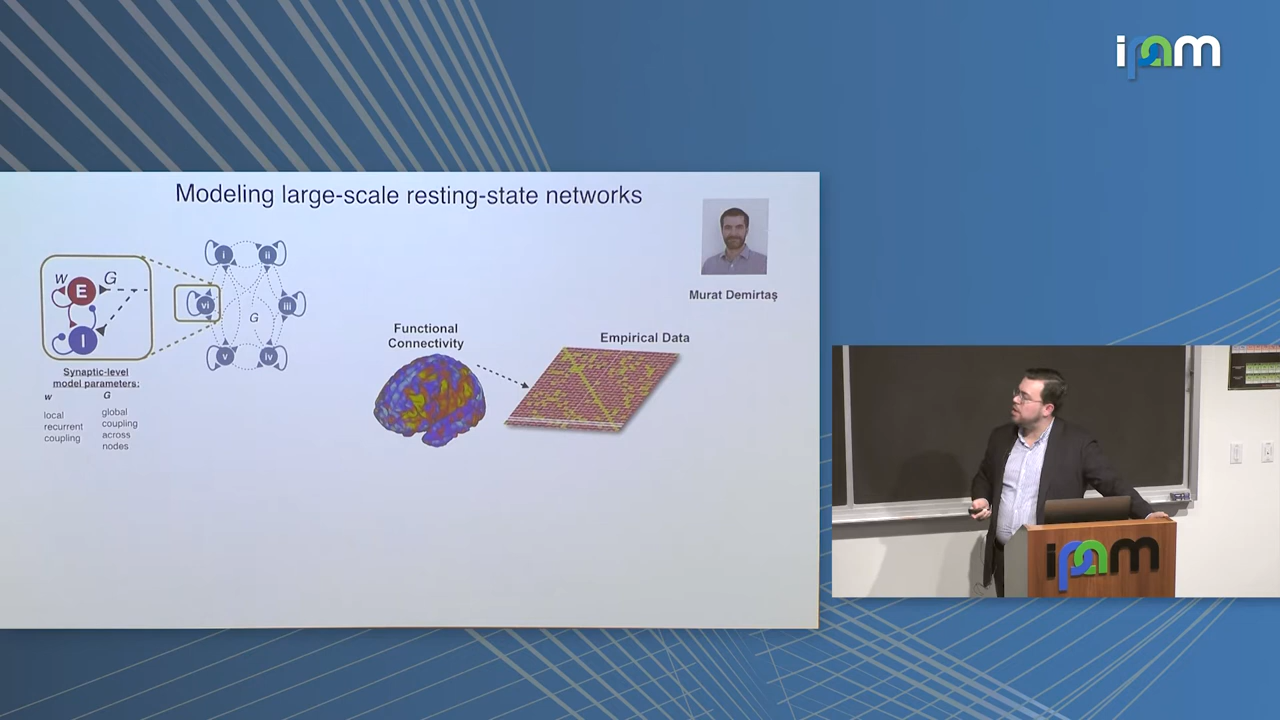 ipam
Modeling large-scale resting-state networks
Murat Demirtaş
i
ii
iii
iv
v
vi
G
w
G
E
I
Synaptic-level
model parameters:
w
G
local
recurrent
coupling
global
coupling
across
nodes
Functional
Connectivity
Empirical Data
ipam